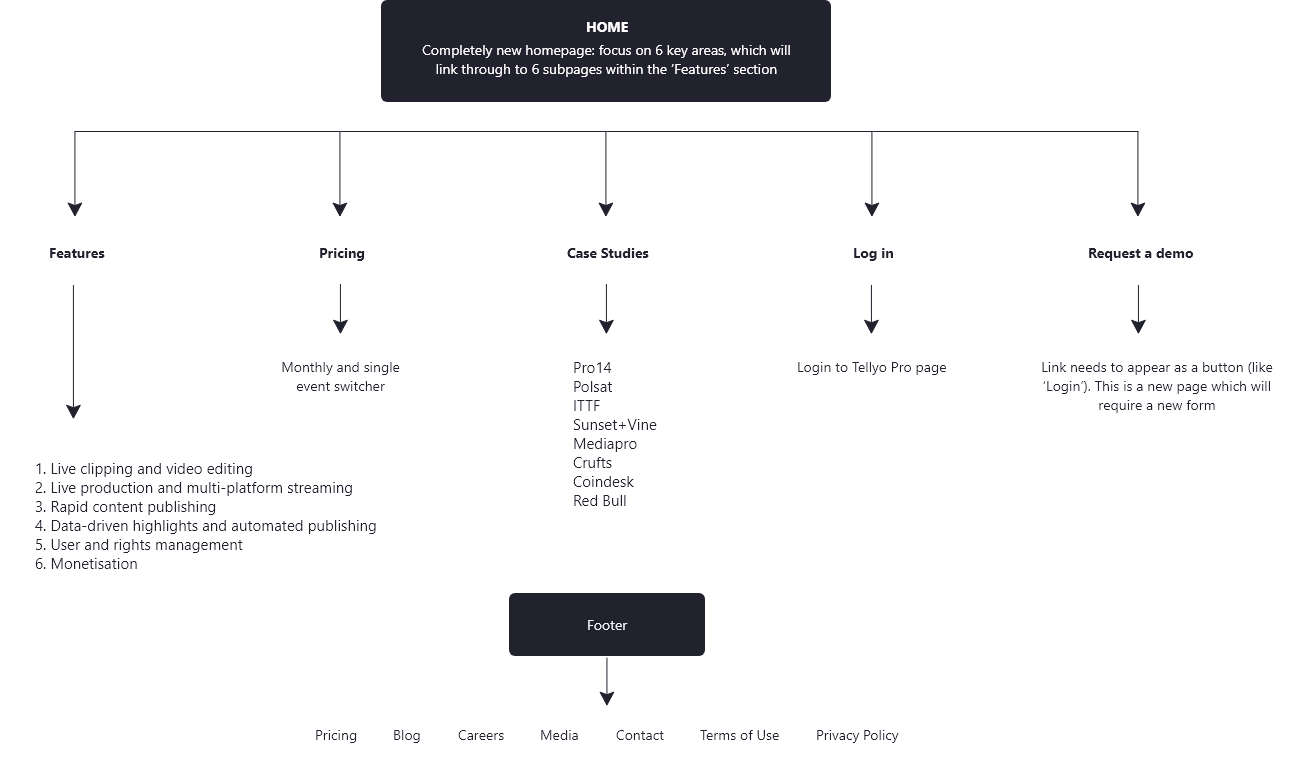 HOME
Completely new homepage: focus on 6 key areas, which will
link through to 6 subpages within the ‘Features’ section
Features
Pricing
Case Studies
Log in
Request a demo
Monthly and single
event switcher
Pro14
Polsat
ITTF
Sunset+Vine
Mediapro
Crufts
Coindesk
Red Bull
Login to Tellyo Pro page
Link needs to appear as a button (like
‘Login’). This is a new page which will
require a new form
1. Live clipping and video editing
2. Live production and multi-platform streaming
3. Rapid content publishing
4. Data-driven highlights and automated publishing
5. User and rights management
6. Monetisation
Footer
Pricing Blog Careers Media Contact Terms of Use Privacy Policy